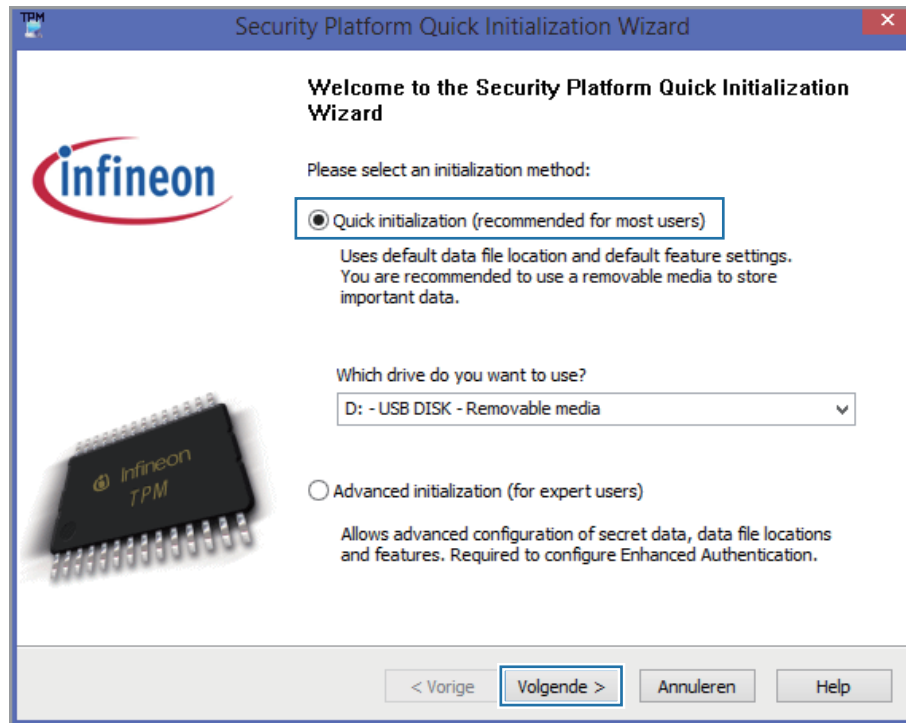 TPM
Security Platform Quick Initialization Wizard
Welcome to the Security Platform Quick Initialization
Wizard
infineon
Please select an initialization method:
Quick initialization (recommended for most users)
Uses default data file location and default feature settings.
You are recommended to use a removable media to store
important data.
Which drive do you want to use?
D: - USB DISK - Removable media
Infineon
TPM
Advanced initialization (for expert users)
Allows advanced configuration of secret data, data file locations
and features. Required to configure Enhanced Authentication.
< Vorige Volgende > Annuleren Help